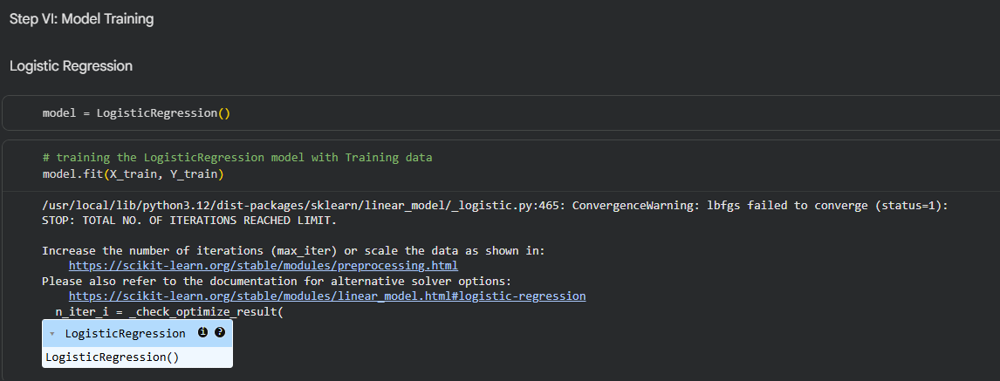 Step VI: Model Training
Logistic Regression
model = LogisticRegression()
# training the LogisticRegression model with Training data
model.fit(X_train, Y_train)
/usr/local/lib/python3.12/dist-packages/sklearn/linear_model/_logistic.py:465: ConvergenceWarning: lbfgs failed to converge (status=1):
STOP: TOTAL NO. OF ITERATIONS REACHED LIMIT.
Increase the number of iterations (max_iter) or scale the data as shown in:
https://scikit-learn.org/stable/modules/preprocessing.html
Please also refer to the documentation for alternative solver options:
https://scikit-learn.org/stable/modules/linear_model.html#logistic-regression
n_iter_i = _check_optimize_result(
▾ LogisticRegression i ?
LogisticRegression()